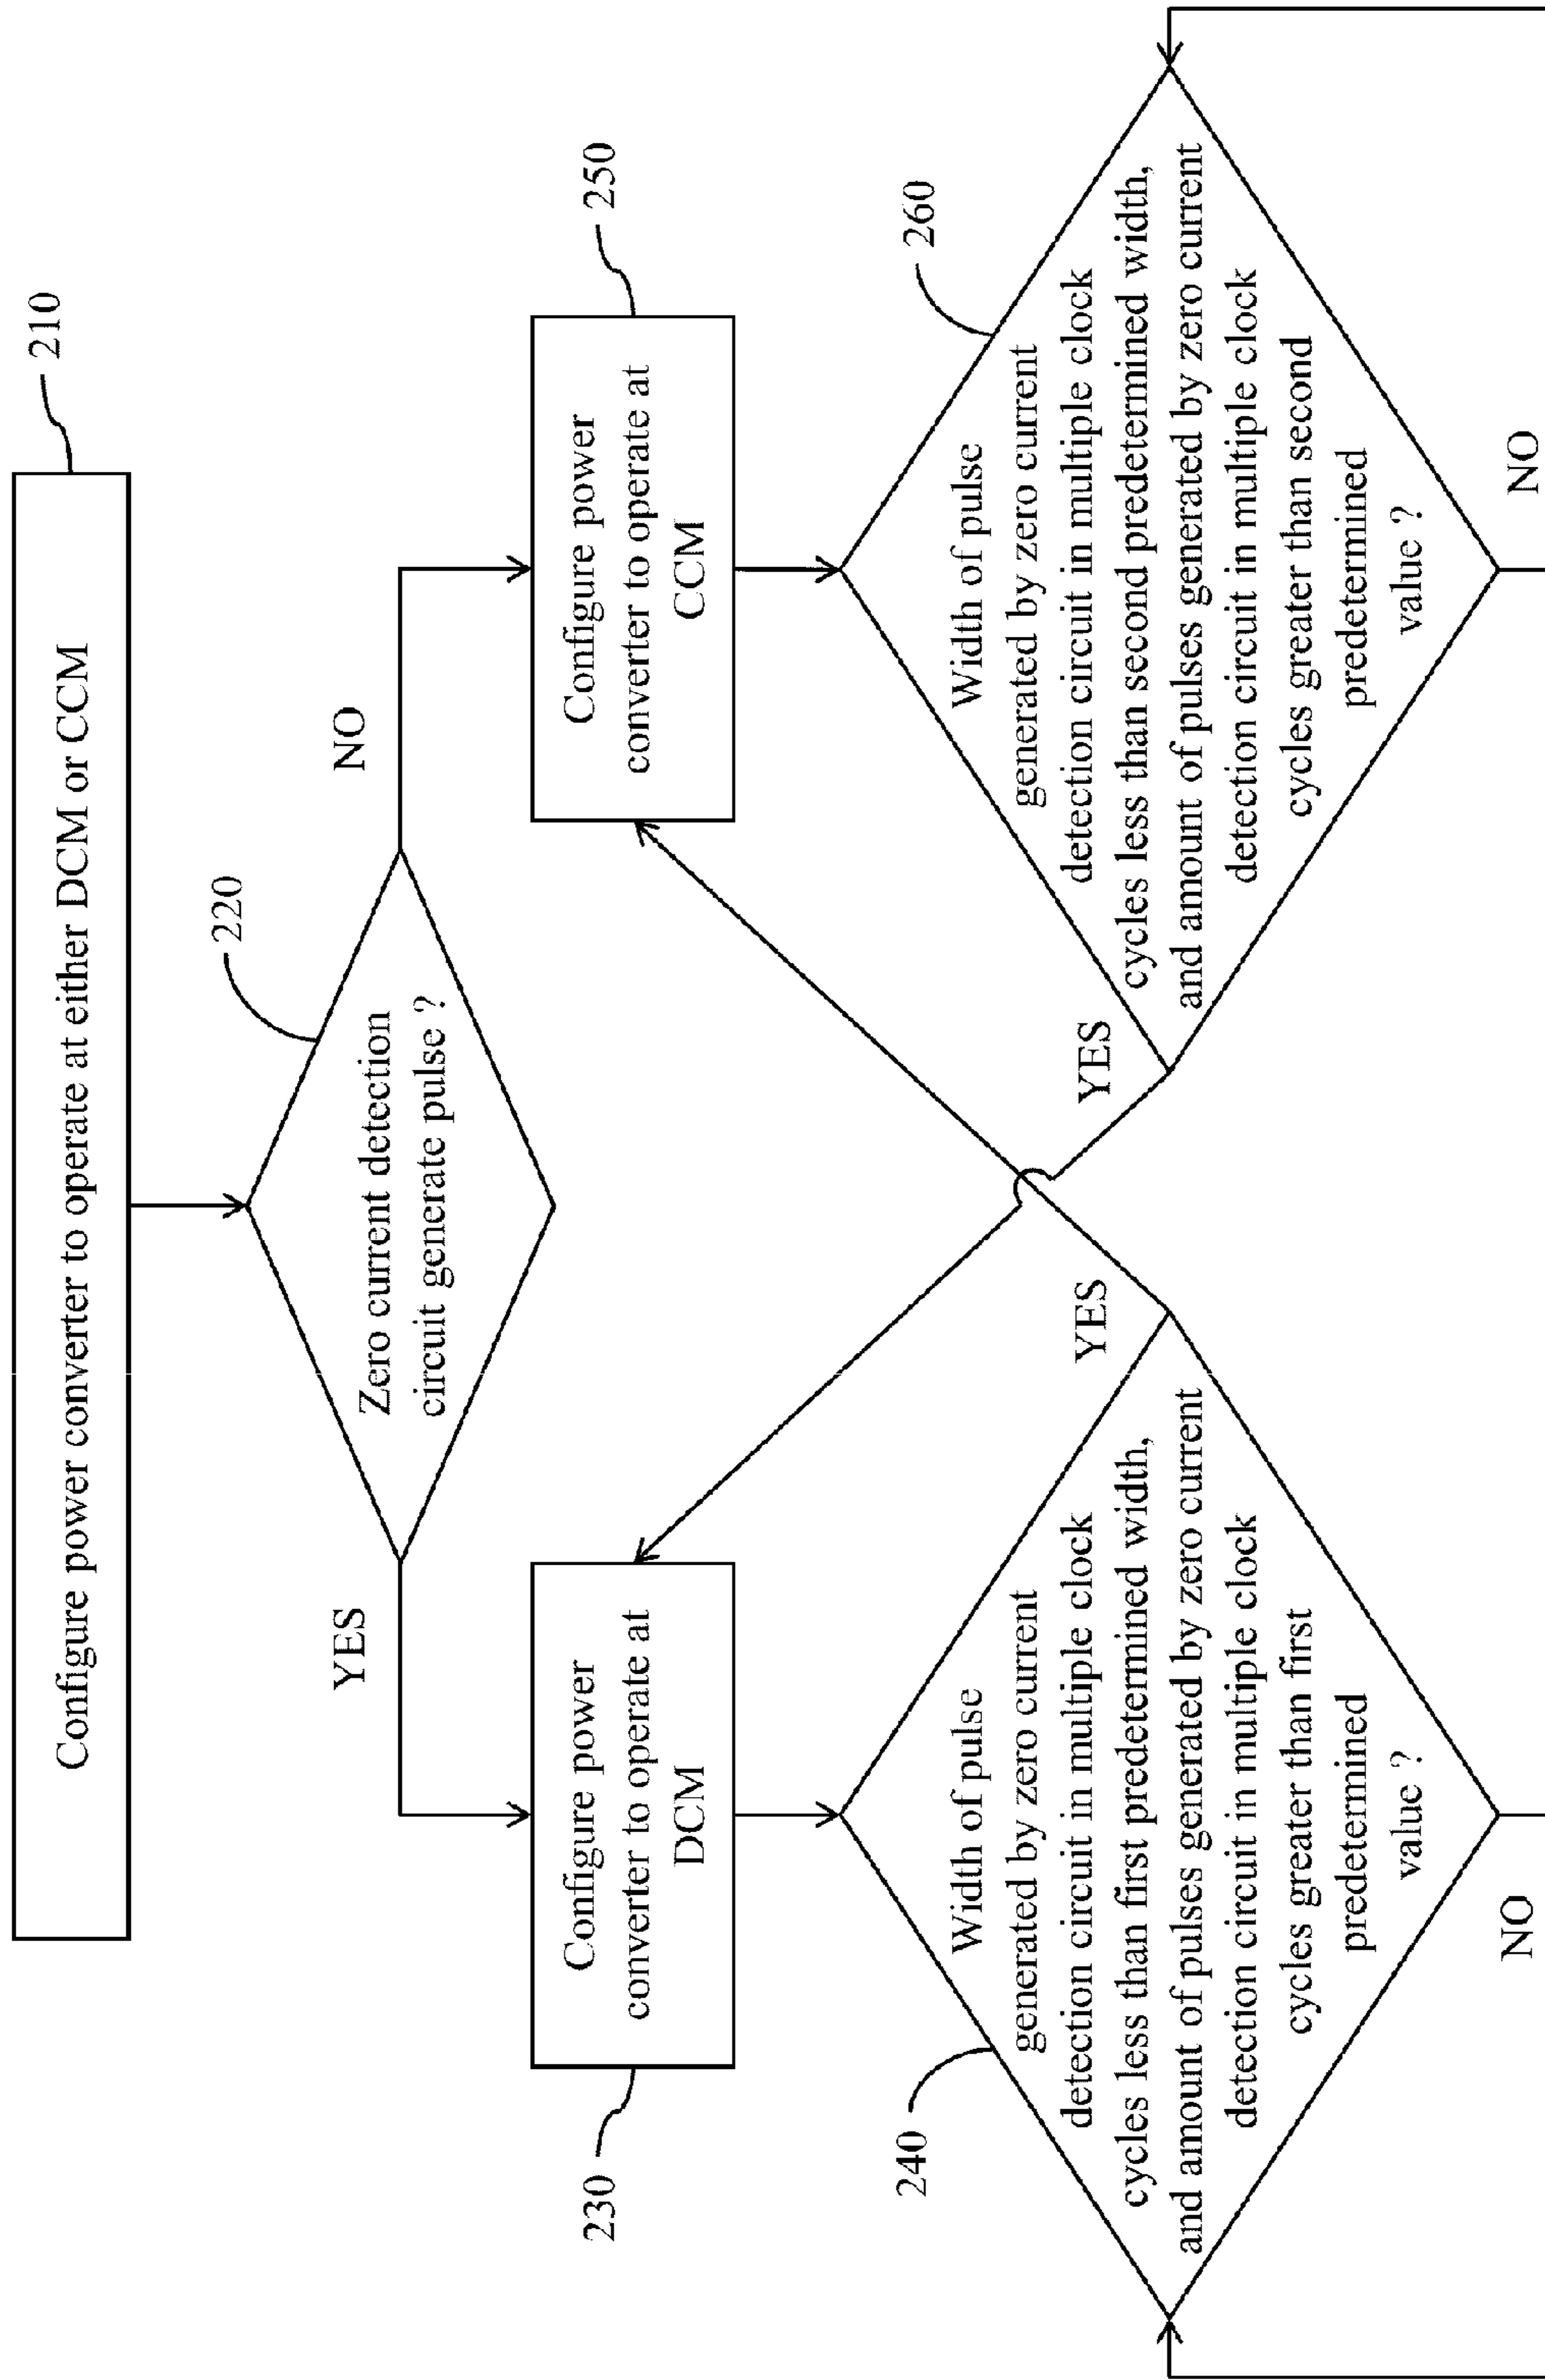 Configure power converter to operate at either DCM or CCM
210
220
Zero current detection
circuit generate pulse ?
YES
NO
230
Configure power
converter to operate at
DCM
250
Configure power
converter to operate at
CCM
240
Width of pulse
generated by zero current
detection circuit in multiple clock
cycles less than first predetermined width,
and amount of pulses generated by zero current
detection circuit in multiple clock
cycles greater than first
predetermined
value ?
YES
NO
260
Width of pulse
generated by zero current
detection circuit in multiple clock
cycles less than second predetermined width,
and amount of pulses generated by zero current
detection circuit in multiple clock
cycles greater than second
predetermined
value ?
YES
NO